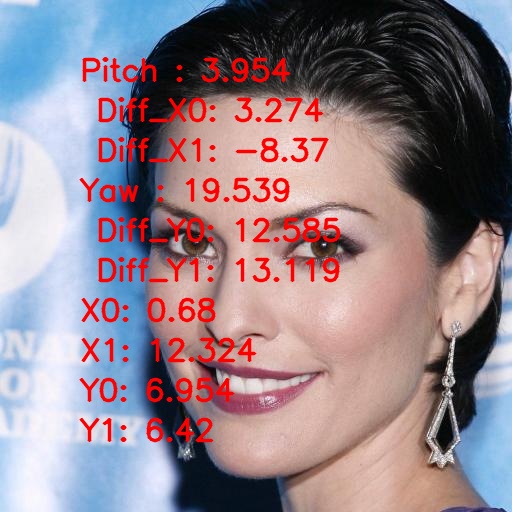 Pitch : 3.954
Diff_X0: 3.274
Diff_X1: -8.37
Yaw : 19.539
Diff_Y0: 12.585
Diff_Y1: 13.119
X0: 0.68
X1: 12.324
Y0: 6.954
Y1: 6.42